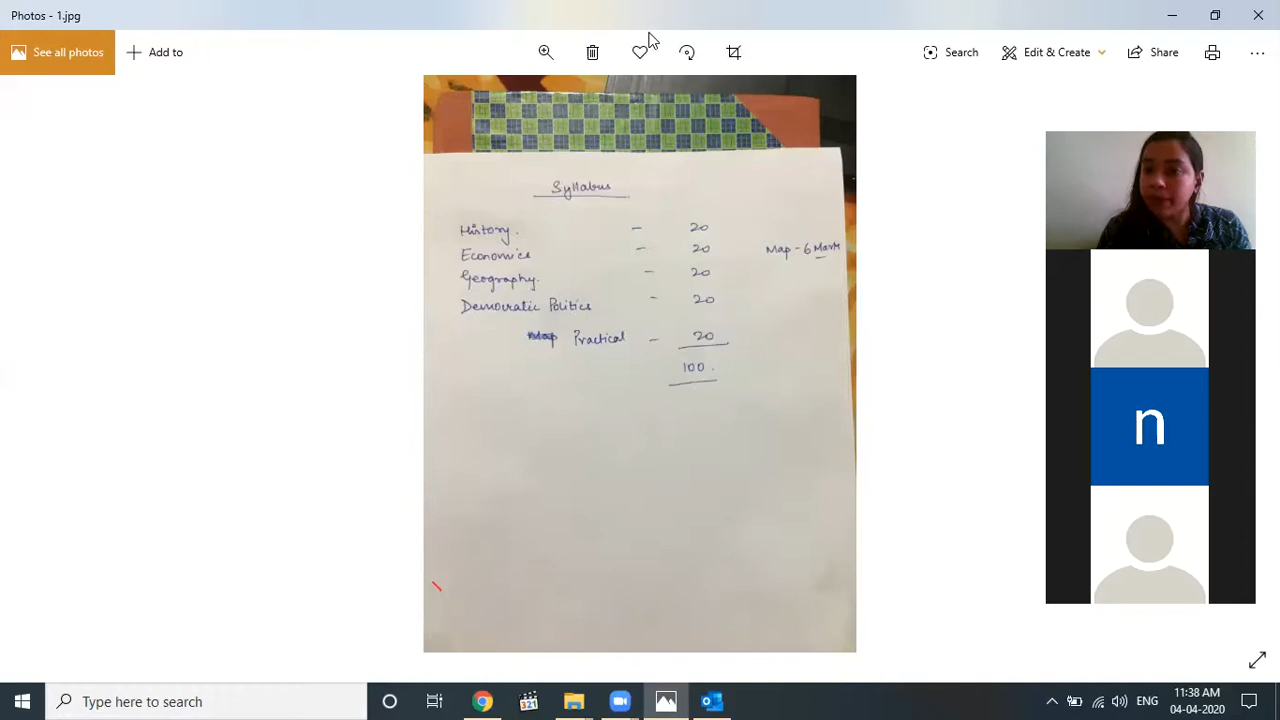 Photos - 1.jpg
See all photos
Add to
Search
Edit & Create
Share
Syllabus
History. - 20
Economics - 20 Map - 6 Marks
Geography. - 20
Democratic Politics - 20
Map Practical - 20
100.
n
Type here to search
321
ENG
11:38 AM
04-04-2020